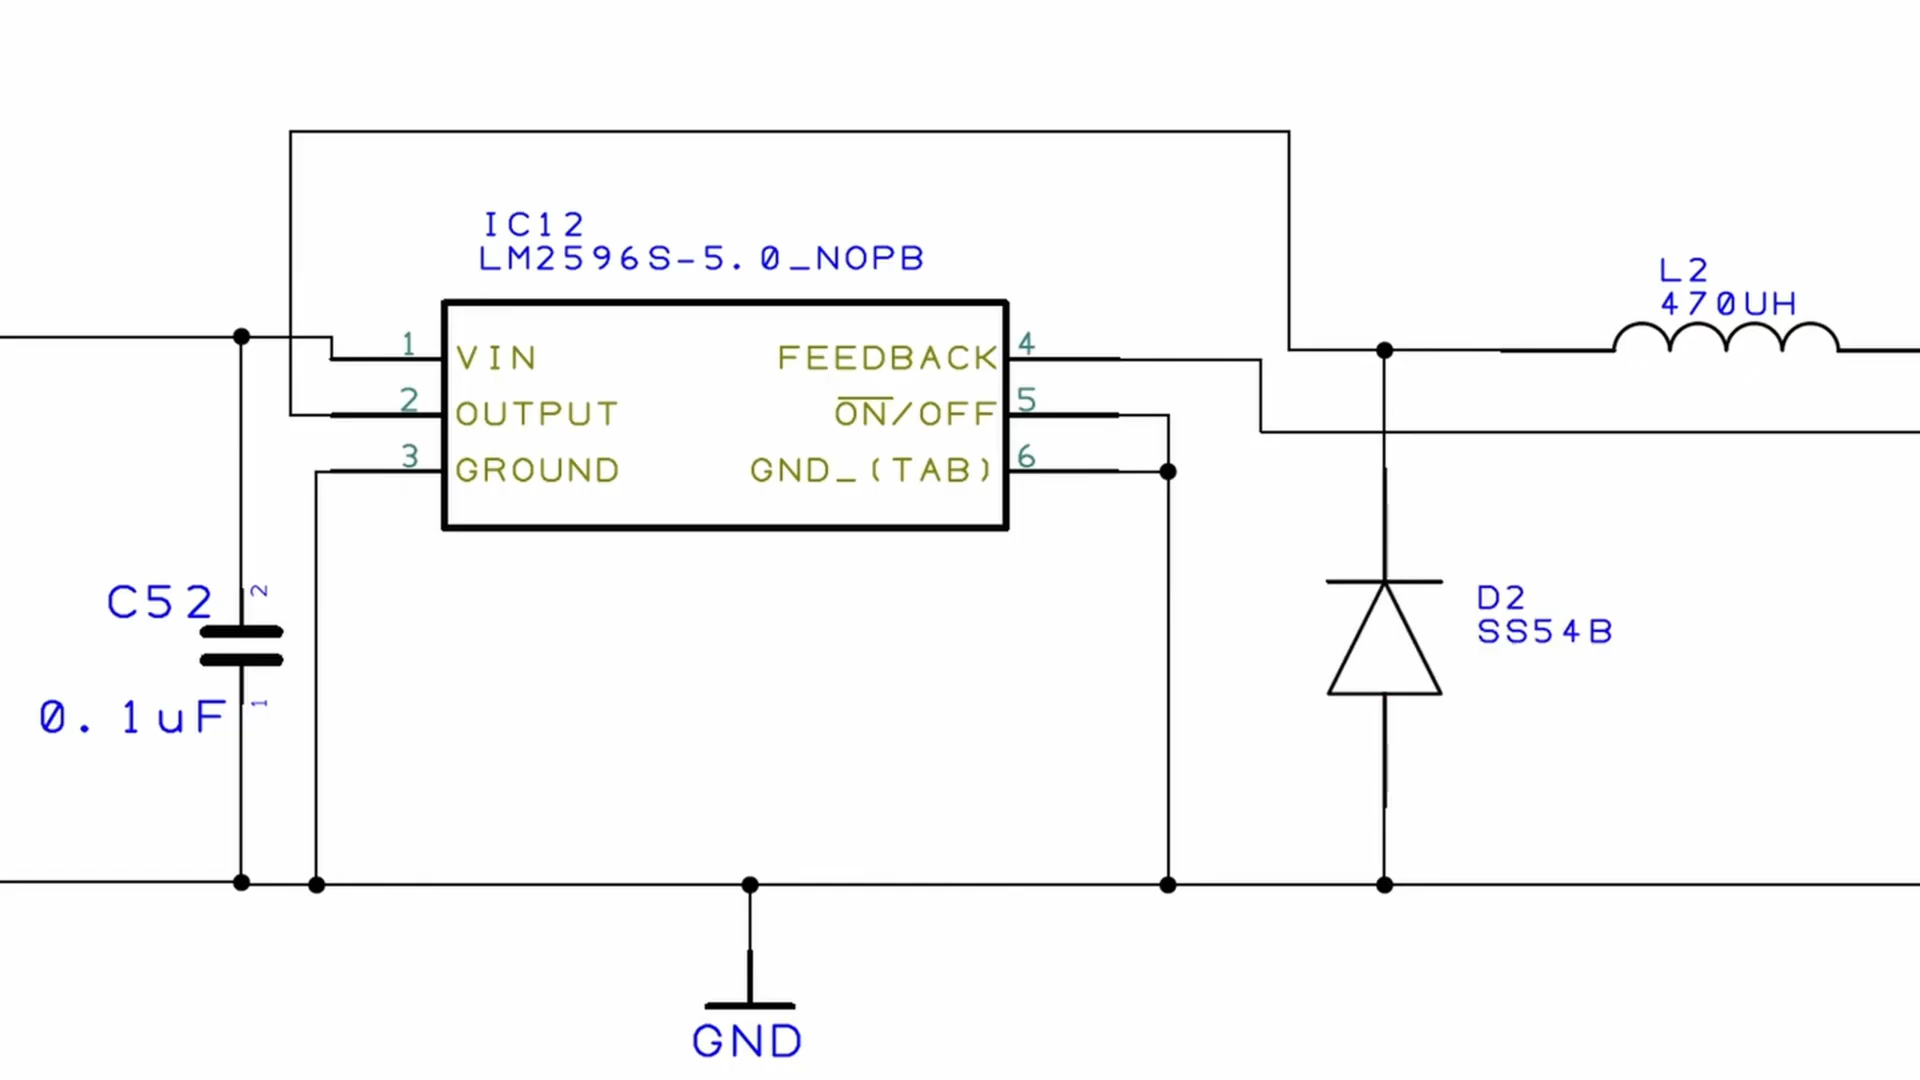 IC12
LM2596S-5.0_NOPB
L2
470UH
1
VIN
FEEDBACK
4
2
OUTPUT
ON/OFF
5
3
GROUND
GND_(TAB)
6
C52
2
D2
SS54B
0.1uF
1
GND